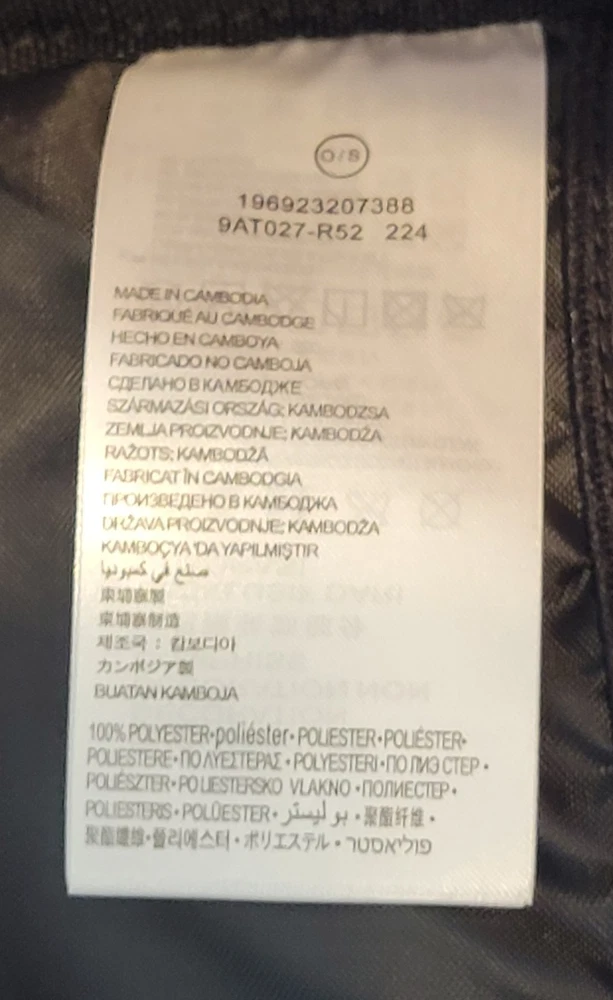 O/S
196923207388
9AT027-R52 224
MADE IN CAMBODIA
FABRIQUÉ AU CAMBODGE
HECHO EN CAMBOYA
FABRICADO NO CAMBOJA
СДЕЛАНО В КАМБОДЖЕ
SZÁRMAZÁSI ORSZÁG: KAMBODZSA
ZEMLJA PROIZVODNJE: KAMBODŽA
RAŽOTS: KAMBODŽĀ
FABRICAT ÎN CAMBODGIA
ПРОИЗВЕДЕНО В КАМБОДЖА
DRŽAVA PROIZVODNJE: KAMBODŽA
KAMBOÇYA'DA YAPILMIŞTIR
صنع في كمبوديا
柬埔寨製
柬埔寨制造
제조국 : 캄보디아
カンボジア製
BUATAN KAMBOJA
100% POLYESTER•poliéster•POLIESTER•POLIÉSTER•
POLIESTERE•ΠΟΛΥΕΣΤΕΡΑΣ•POLYESTERI•ПОЛИЭСТЕР•
POLIÉSZTER•POLIESTERSKO VLAKNO•ПОЛИЕСТЕР•
POLIESTERIS•POLÜESTER•بوليستر•聚酯纤维•
聚酯纖維•폴리에스터•ポリエステル•פוליאסטר